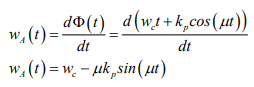 w_A(t) = dΦ(t)/dt = d(w_c t + k_p cos(μt))/dt
w_A(t) = w_c − μk_p sin(μt)